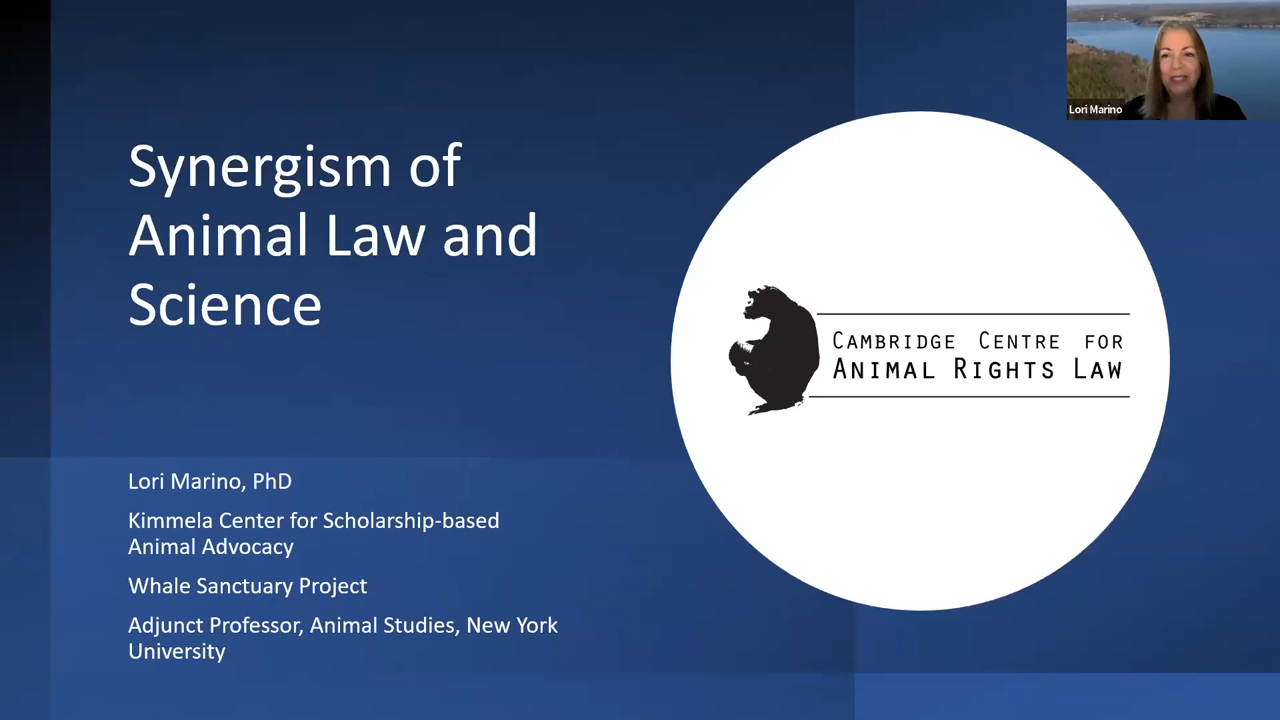 Synergism of
Animal Law and
Science
Lori Marino
CAMBRIDGE CENTRE FOR
ANIMAL RIGHTS LAW
Lori Marino, PhD
Kimmela Center for Scholarship-based
Animal Advocacy
Whale Sanctuary Project
Adjunct Professor, Animal Studies, New York
University